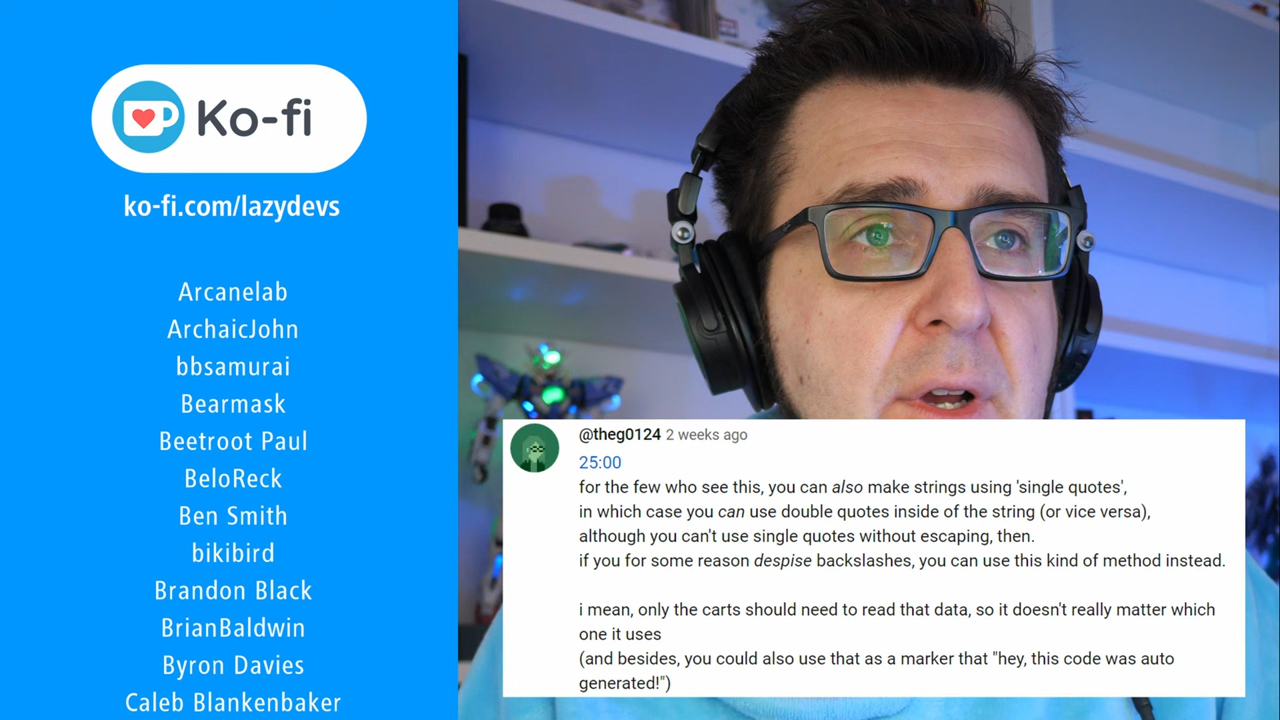 Ko-fi
ko-fi.com/lazydevs
Arcanelab
ArchaicJohn
bbsamurai
Bearmask
Beetroot Paul
BeloReck
Ben Smith
bikibird
Brandon Black
BrianBaldwin
Byron Davies
Caleb Blankenbaker
@theg0124 2 weeks ago
25:00
for the few who see this, you can also make strings using 'single quotes',
in which case you can use double quotes inside of the string (or vice versa),
although you can't use single quotes without escaping, then.
if you for some reason despise backslashes, you can use this kind of method instead.
i mean, only the carts should need to read that data, so it doesn't really matter which
one it uses
(and besides, you could also use that as a marker that "hey, this code was auto
generated!")